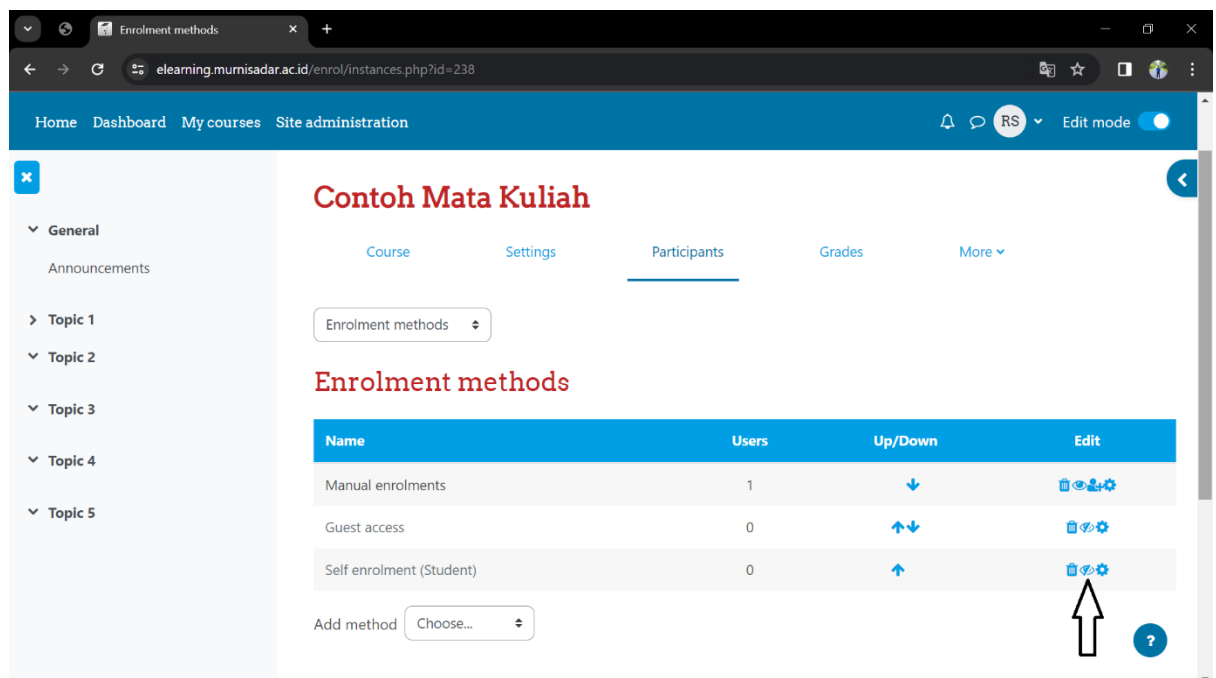 Enrolment methods
elearning.murnisadar.ac.id/enrol/instances.php?id=238
Home Dashboard My courses Site administration RS Edit mode
Contoh Mata Kuliah
General
Announcements
Topic 1
Topic 2
Topic 3
Topic 4
Topic 5
Course Settings Participants Grades More
Enrolment methods
Enrolment methods
Name Users Up/Down Edit
Manual enrolments 1
Guest access 0
Self enrolment (Student) 0
Add method Choose...
?